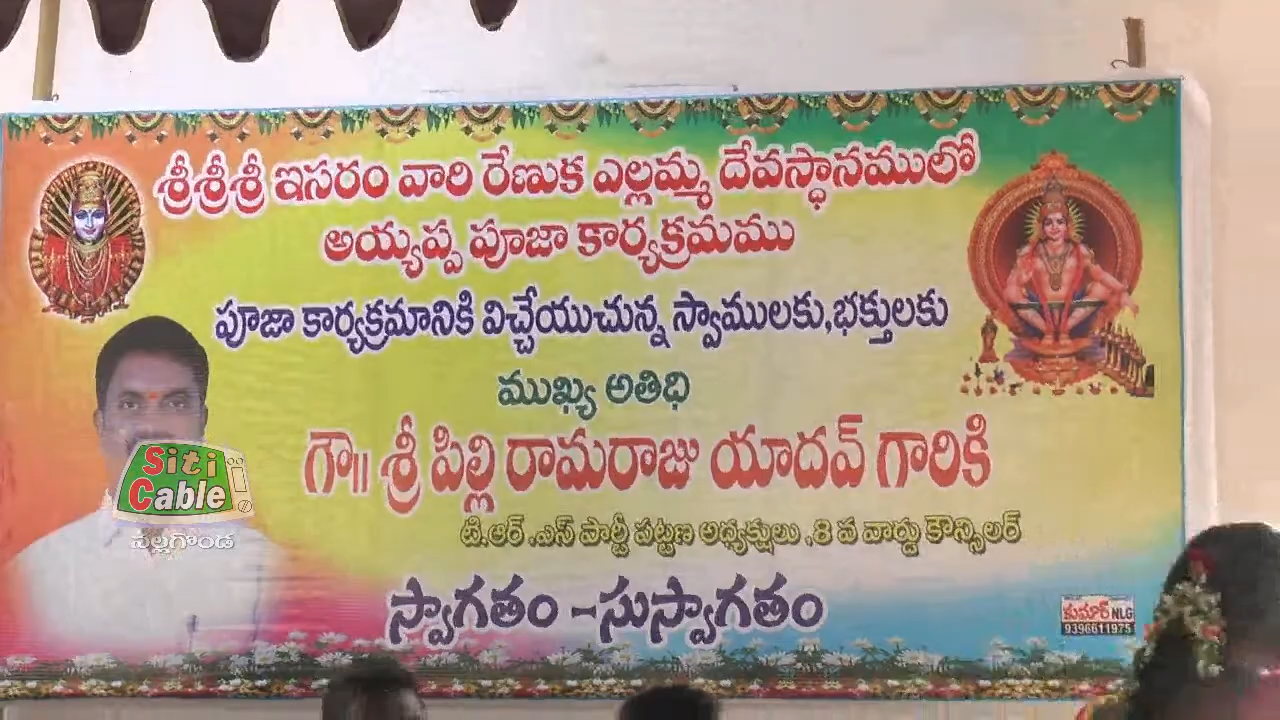 శ్రీశ్రీశ్రీ ఇసరం వారి రేణుక ఎల్లమ్మ దేవస్థానములో
అయ్యప్ప పూజా కార్యక్రమము
పూజా కార్యక్రమానికి విచ్చేయుచున్న స్వాములకు,భక్తులకు
ముఖ్య అతిధి
గౌ|| శ్రీ పిల్లి రామరాజు యాదవ్ గారికి
టి.ఆర్.ఎస్ పార్టీ పట్టణ అధ్యక్షులు ,8 వ వార్డు కౌన్సిలర్
స్వాగతం -సుస్వాగతం
Siti
Cable
నల్లగొండ
కుమార్ NLG
9396611975